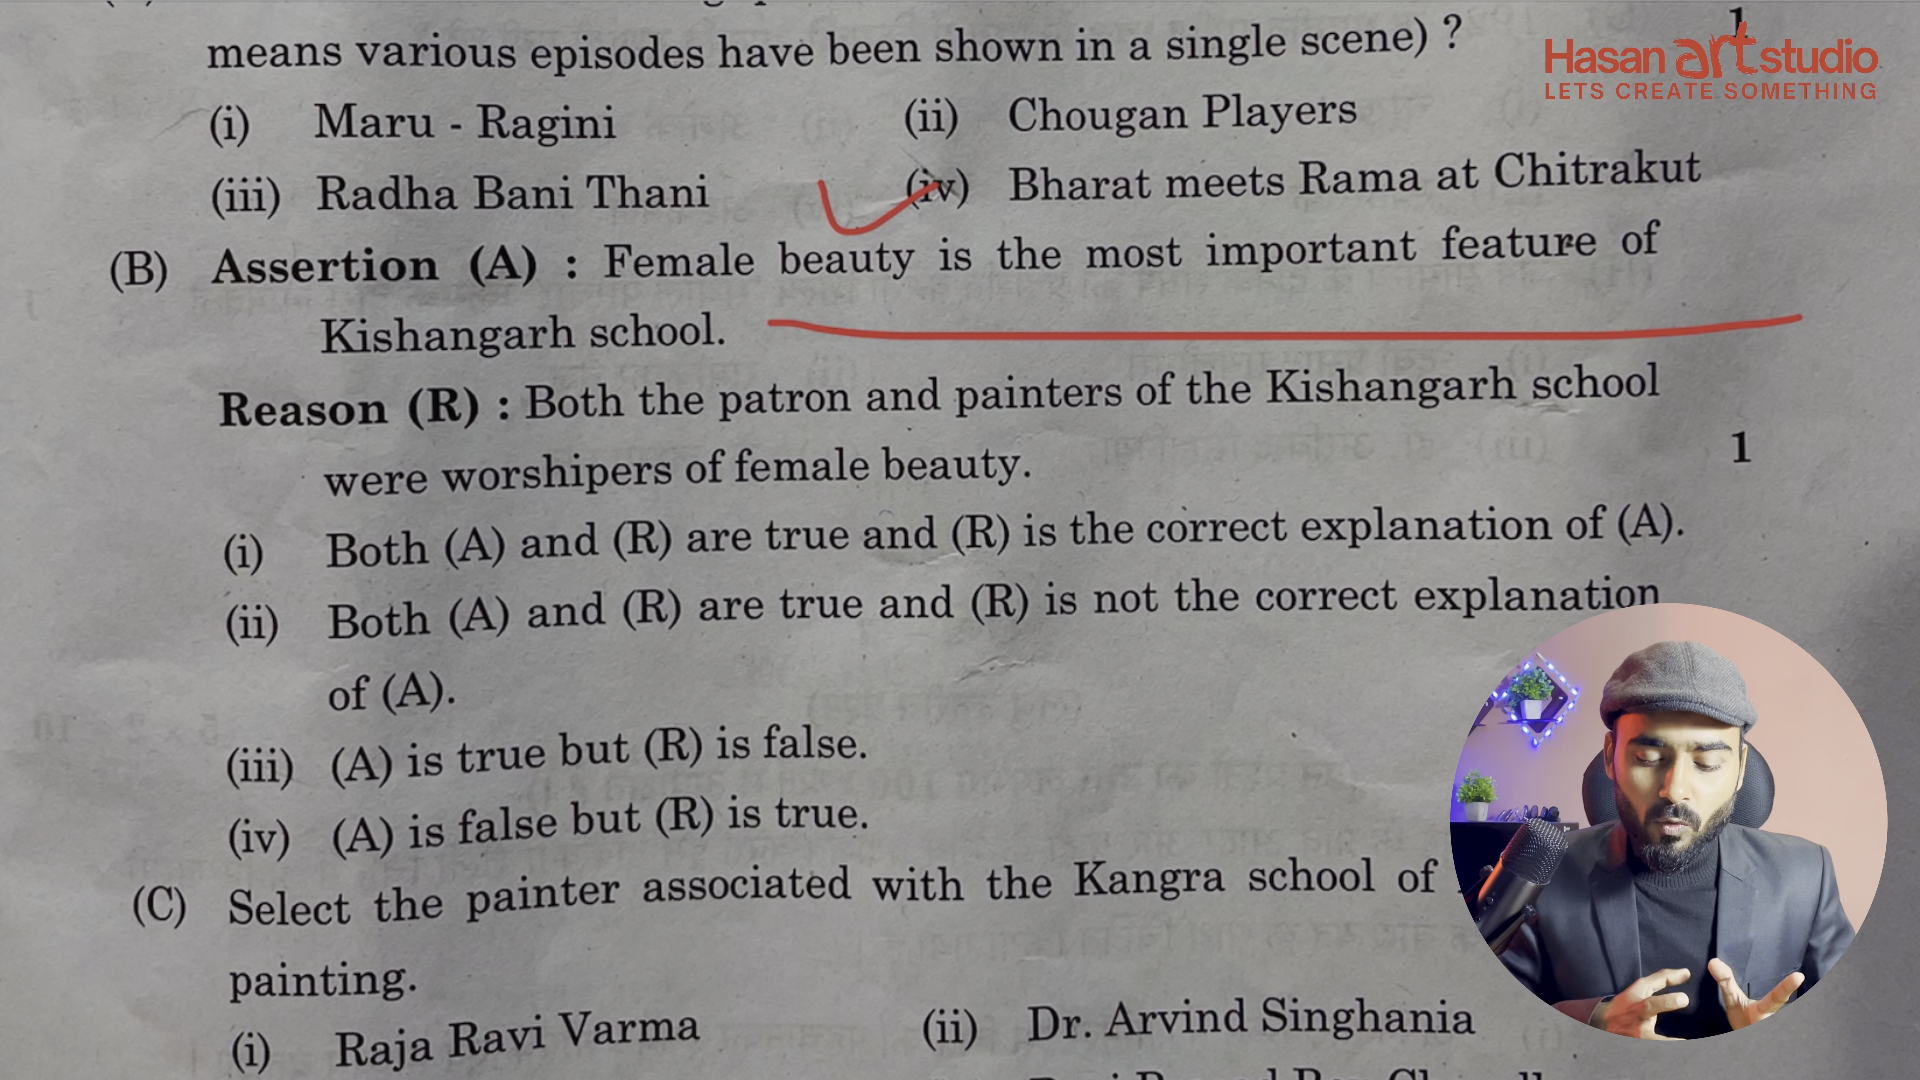 means various episodes have been shown in a single scene) ? 1
Hasan art studio
LETS CREATE SOMETHING
(i) Maru - Ragini (ii) Chougan Players
(iii) Radha Bani Thani (iv) Bharat meets Rama at Chitrakut
(B) Assertion (A) : Female beauty is the most important feature of
Kishangarh school.
Reason (R) : Both the patron and painters of the Kishangarh school
were worshipers of female beauty. 1
(i) Both (A) and (R) are true and (R) is the correct explanation of (A).
(ii) Both (A) and (R) are true and (R) is not the correct explanation
of (A).
(iii) (A) is true but (R) is false.
(iv) (A) is false but (R) is true.
(C) Select the painter associated with the Kangra school of
painting.
(i) Raja Ravi Varma (ii) Dr. Arvind Singhania